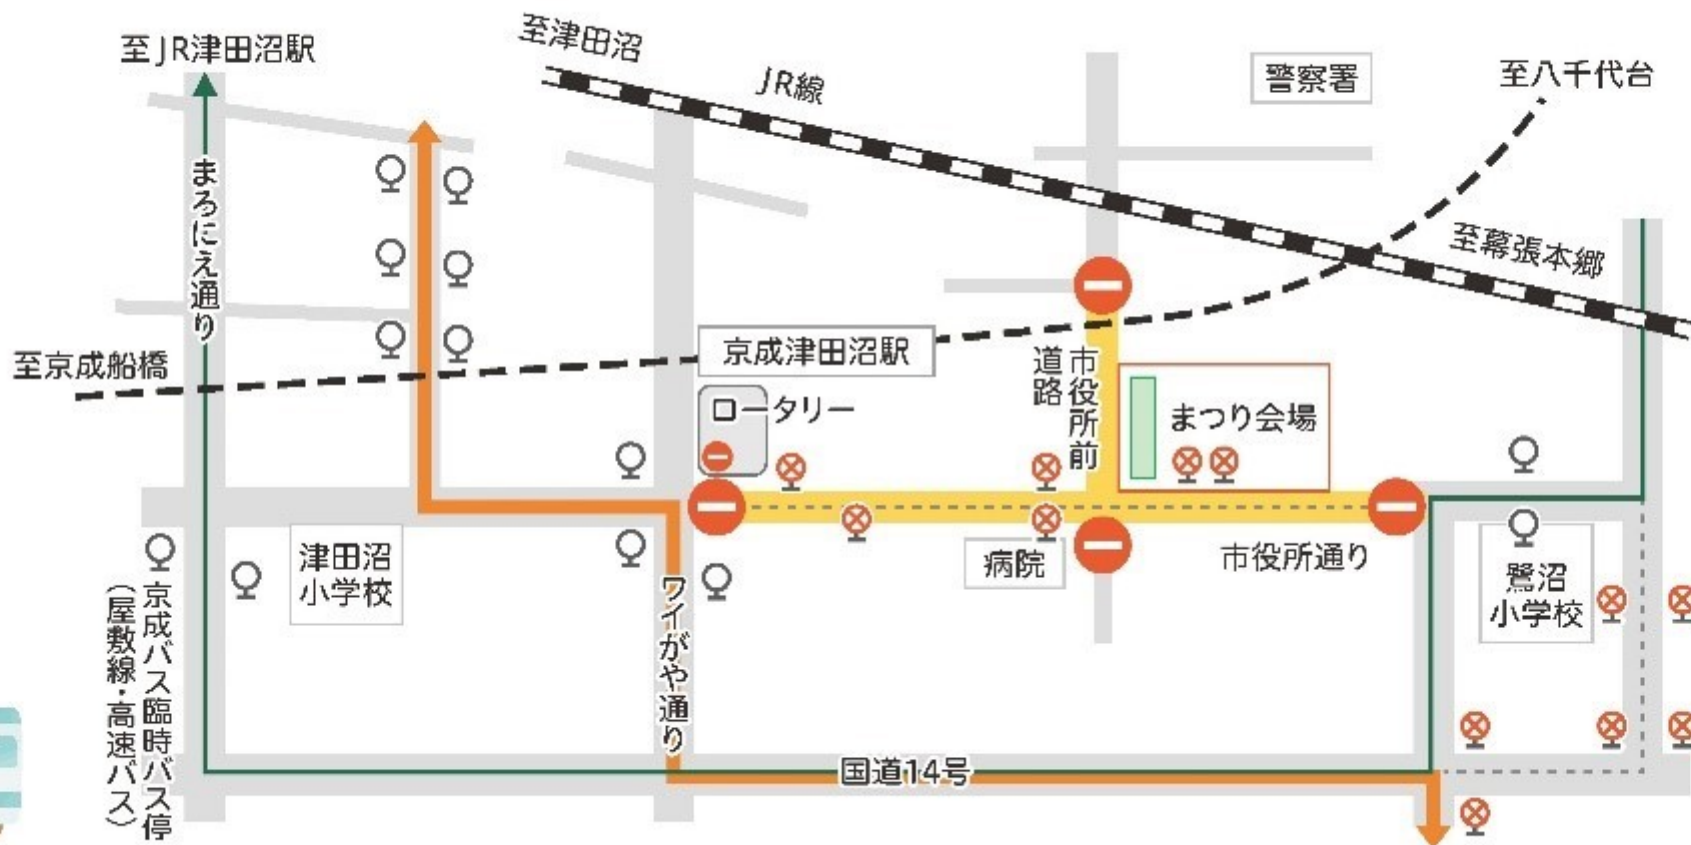 至JR津田沼駅
至津田沼
JR線
警察署
至八千代台
まろにえ通り
至幕張本郷
至京成船橋
京成津田沼駅
ロータリー
市役所前
道路
まつり会場
津田沼
小学校
病院
市役所通り
鷺沼
小学校
京成バス臨時バス停
(屋敷線・高速バス)
ワイがや通り
国道14号